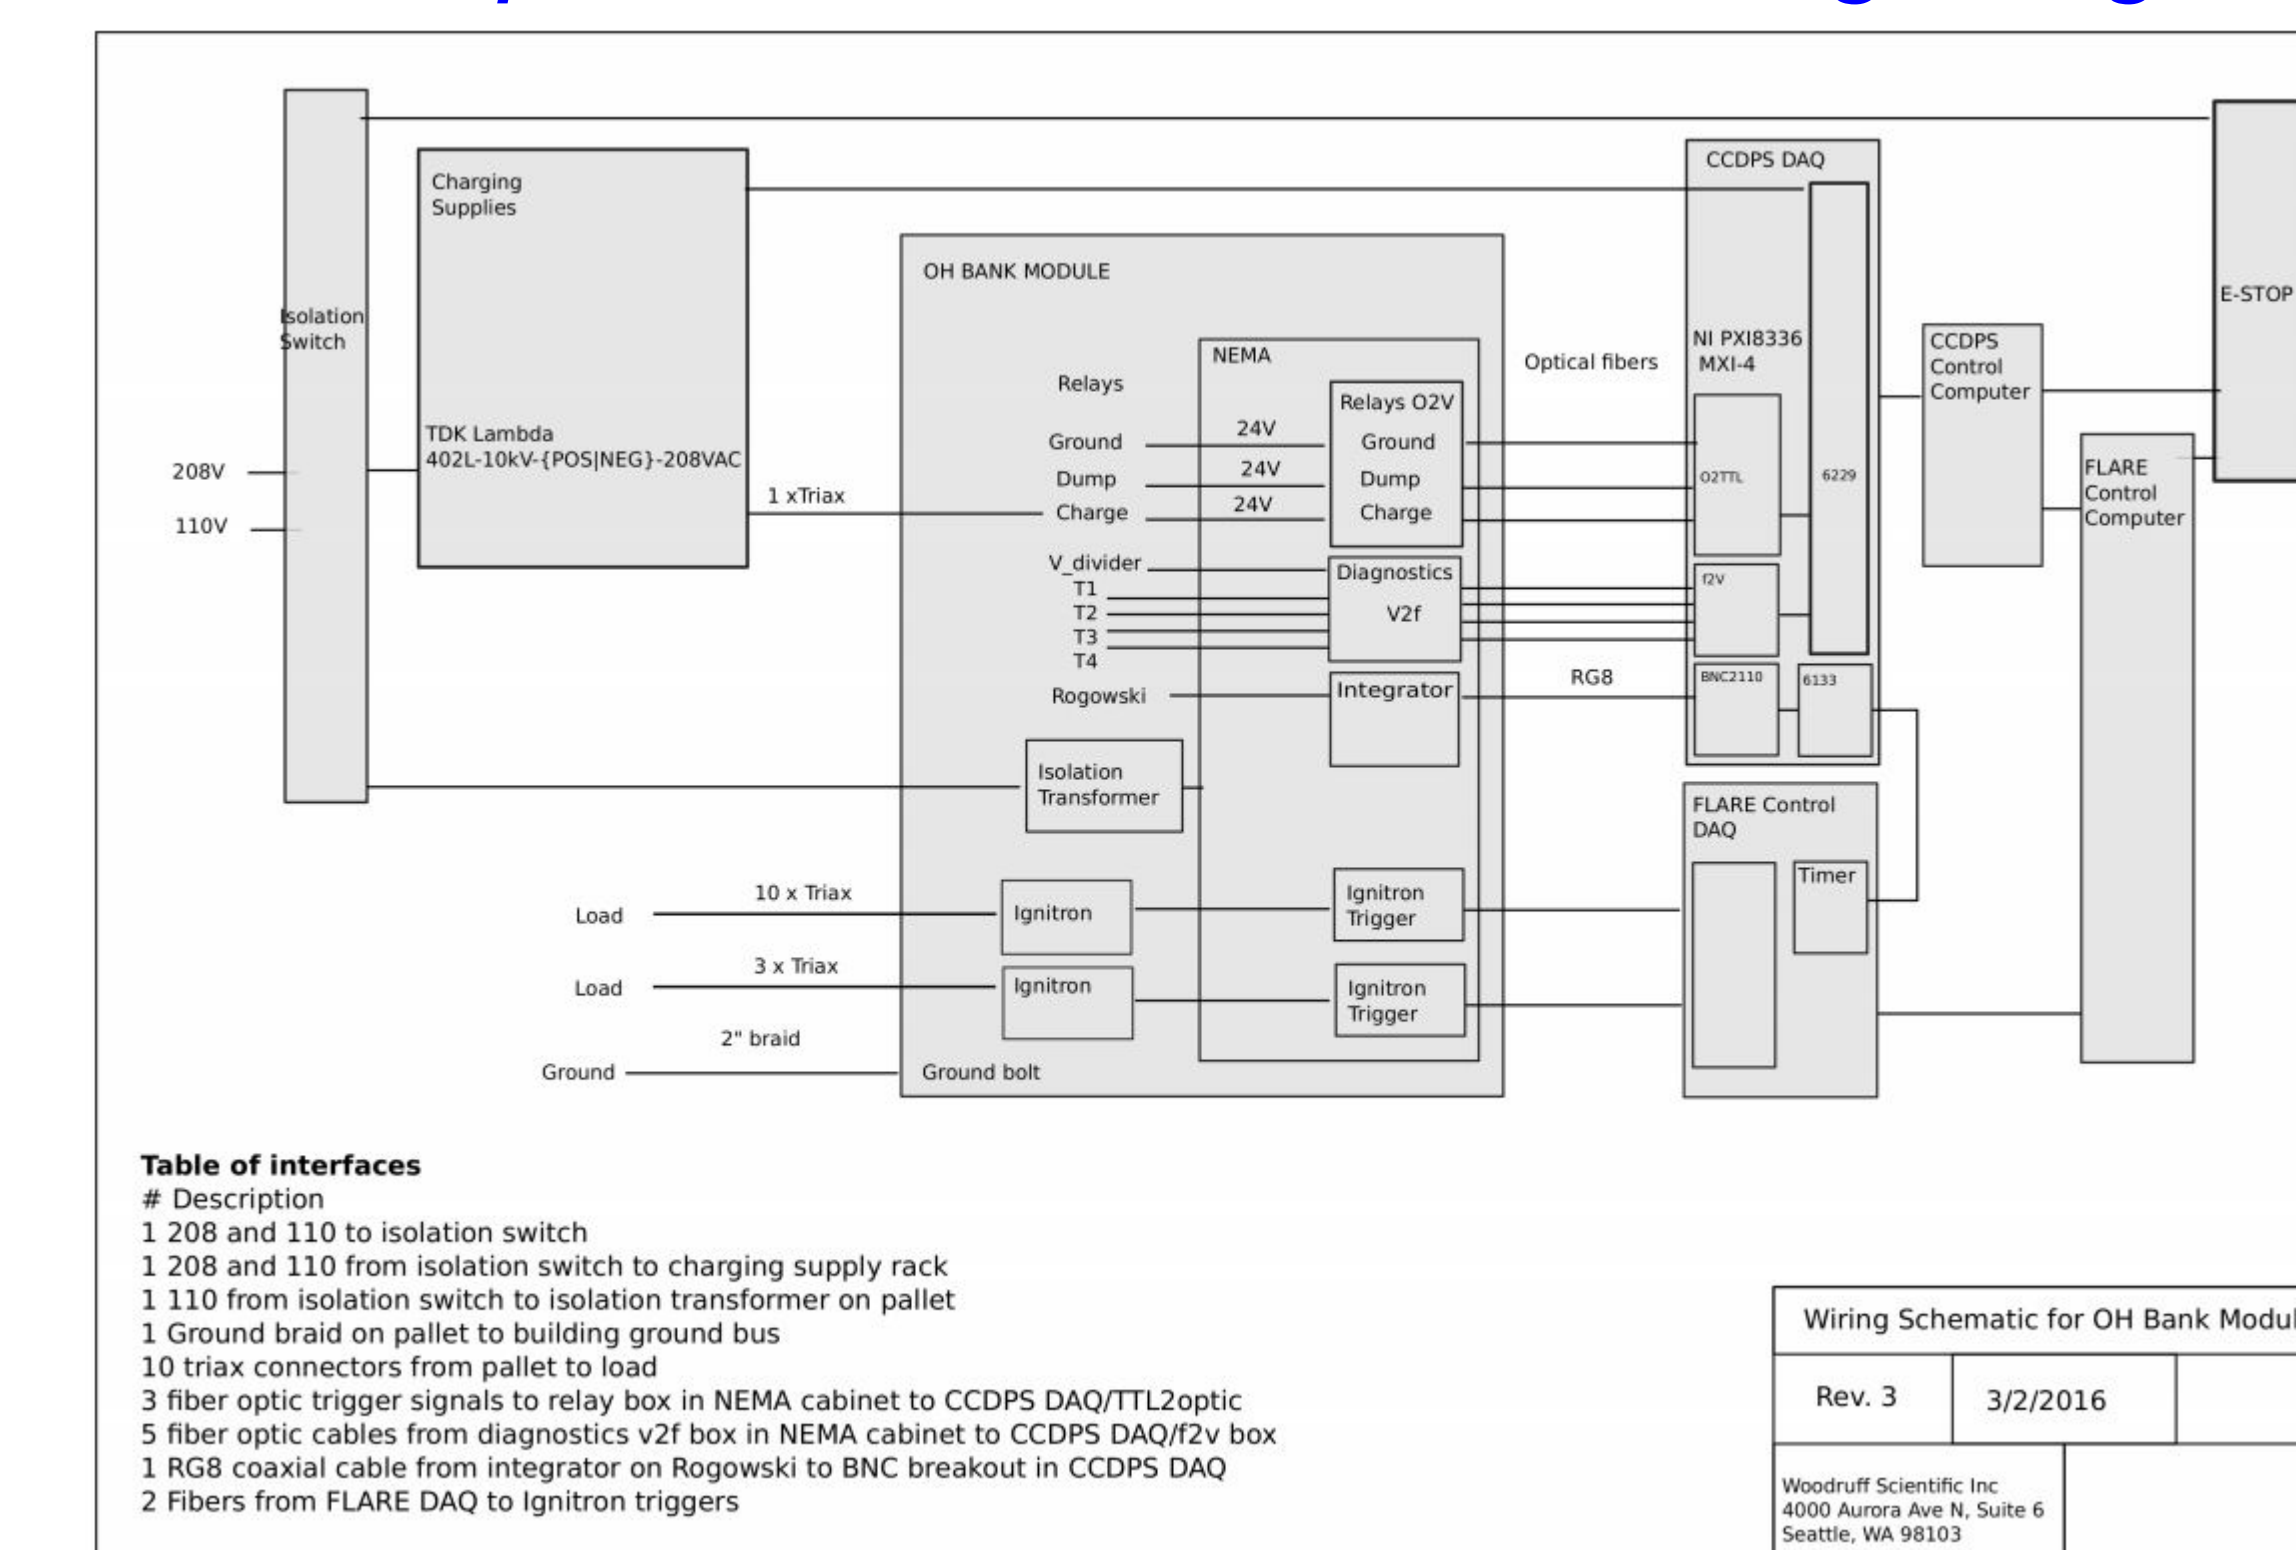 Charging
Supplies
Isolation
Switch
TDK Lambda
402L-10kV-{POS|NEG}-208VAC
208V
110V
1 xTriax
OH BANK MODULE
NEMA
Relays
Ground
Dump
Charge
24V
24V
24V
Relays O2V
Ground
Dump
Charge
V_divider
T1
T2
T3
T4
Diagnostics
V2f
Rogowski
Integrator
Isolation
Transformer
Optical fibers
RG8
CCDPS DAQ
NI PXI8336
MXI-4
O2TTL
6229
f2V
BNC2110
6133
CCDPS
Control
Computer
E-STOP
FLARE
Control
Computer
FLARE Control
DAQ
Timer
Load
10 x Triax
Ignitron
Ignitron
Trigger
Load
3 x Triax
Ignitron
Ignitron
Trigger
2" braid
Ground
Ground bolt
Table of interfaces
# Description
1 208 and 110 to isolation switch
1 208 and 110 from isolation switch to charging supply rack
1 110 from isolation switch to isolation transformer on pallet
1 Ground braid on pallet to building ground bus
10 triax connectors from pallet to load
3 fiber optic trigger signals to relay box in NEMA cabinet to CCDPS DAQ/TTL2optic
5 fiber optic cables from diagnostics v2f box in NEMA cabinet to CCDPS DAQ/f2v box
1 RG8 coaxial cable from integrator on Rogowski to BNC breakout in CCDPS DAQ
2 Fibers from FLARE DAQ to Ignitron triggers
Wiring Schematic for OH Bank Modul
Rev. 3
3/2/2016
Woodruff Scientific Inc
4000 Aurora Ave N, Suite 6
Seattle, WA 98103